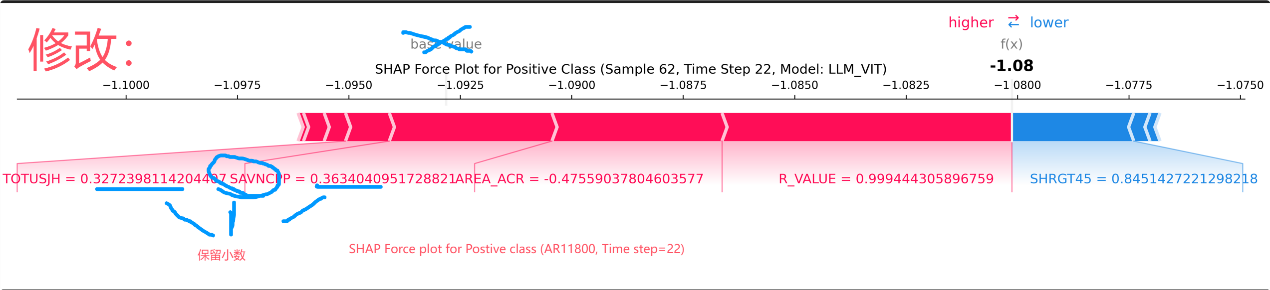 修改：
higher ⇄ lower
base value
f(x)
SHAP Force Plot for Positive Class (Sample 62, Time Step 22, Model: LLM_VIT)
-1.08
−1.1000 −1.0975 −1.0950 −1.0925 −1.0900 −1.0875 −1.0850 −1.0825 −1.0800 −1.0775 −1.0750
TOTUSJH = 0.3272398114204407 SAVNCPP = 0.3634040951728821 AREA_ACR = -0.47559037804603577 R_VALUE = 0.999444305896759 SHRGT45 = 0.8451427221298218
保留小数
SHAP Force plot for Postive class (AR11800, Time step=22)